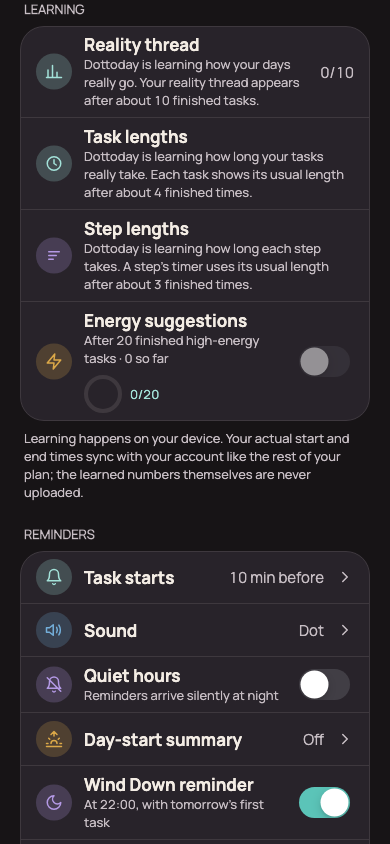 LEARNING
Reality thread
Dottoday is learning how your days
really go. Your reality thread appears
after about 10 finished tasks.
0/10
Task lengths
Dottoday is learning how long your tasks
really take. Each task shows its usual length
after about 4 finished times.
Step lengths
Dottoday is learning how long each step
takes. A step's timer uses its usual length
after about 3 finished times.
Energy suggestions
After 20 finished high-energy
tasks · 0 so far
0/20
Learning happens on your device. Your actual start and
end times sync with your account like the rest of your
plan; the learned numbers themselves are never
uploaded.
REMINDERS
Task starts
10 min before
Sound
Dot
Quiet hours
Reminders arrive silently at night
Day-start summary
Off
Wind Down reminder
At 22:00, with tomorrow's first
task